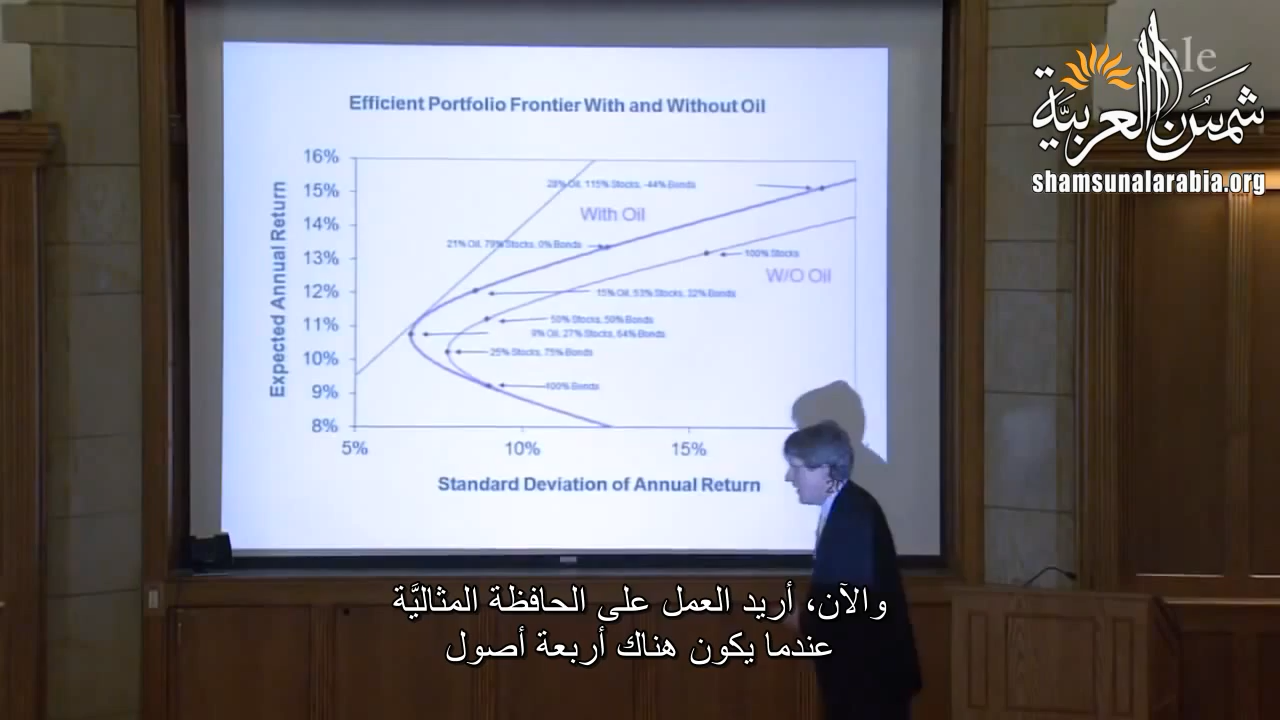 Yale
شمسُ العربيَّة
shamsunalarabia.org
Efficient Portfolio Frontier With and Without Oil
Expected Annual Return
16%
15%
14%
13%
12%
11%
10%
9%
8%
28% Oil, 115% Stocks, -44% Bonds
With Oil
21% Oil, 79% Stocks, 0% Bonds
100% Stocks
W/O Oil
15% Oil, 53% Stocks, 32% Bonds
50% Stocks, 50% Bonds
9% Oil, 27% Stocks, 64% Bonds
25% Stocks, 75% Bonds
100% Bonds
5%
10%
15%
Standard Deviation of Annual Return
والآن، أريد العمل على الحافظة المثاليَّة
عندما يكون هناك أربعة أصول